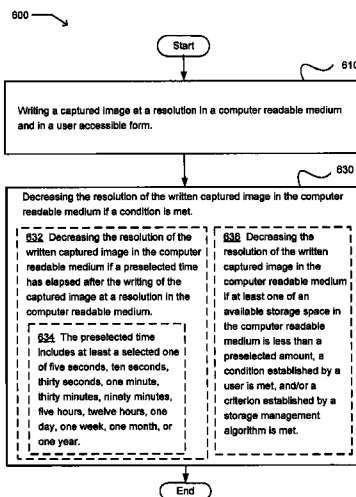 600
Start
610
Writing a captured image at a resolution in a computer readable medium
and in a user accessible form.
630
Decreasing the resolution of the written captured image in the computer
readable medium if a condition is met.
632 Decreasing the resolution of the
written captured image in the computer
readable medium if a preselected time
has elapsed after the writing of
the captured image at a resolution in the
computer readable medium.
634 The preselected time
includes at least a selected one
of five seconds, ten seconds,
thirty seconds, one minute,
thirty minutes, ninety minutes,
five hours, twelve hours, one
day, one week, one month, or
one year.
636 Decreasing the
resolution of the written
captured image in the
computer readable medium
if at least one of an
available storage space in
the computer readable
medium is less than a
preselected amount, a
condition established by a
user is met, and/or a
criterion established by a
storage management
algorithm is met.
End